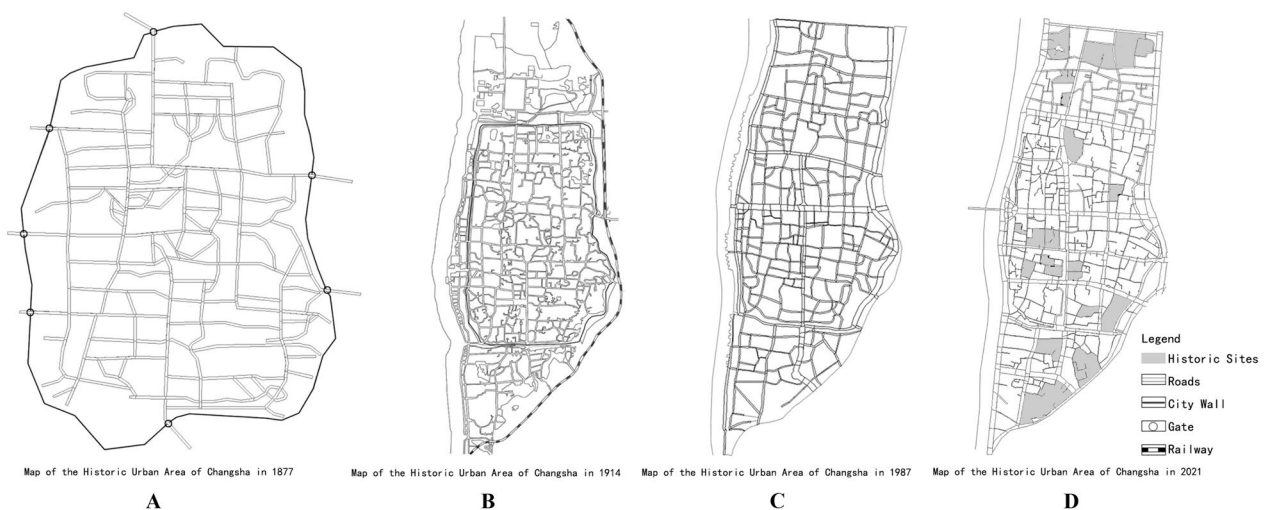 Legend
Historic Sites
Roads
City Wall
Gate
Railway
Map of the Historic Urban Area of Changsha in 1877
Map of the Historic Urban Area of Changsha in 1914
Map of the Historic Urban Area of Changsha in 1987
Map of the Historic Urban Area of Changsha in 2021
A
B
C
D